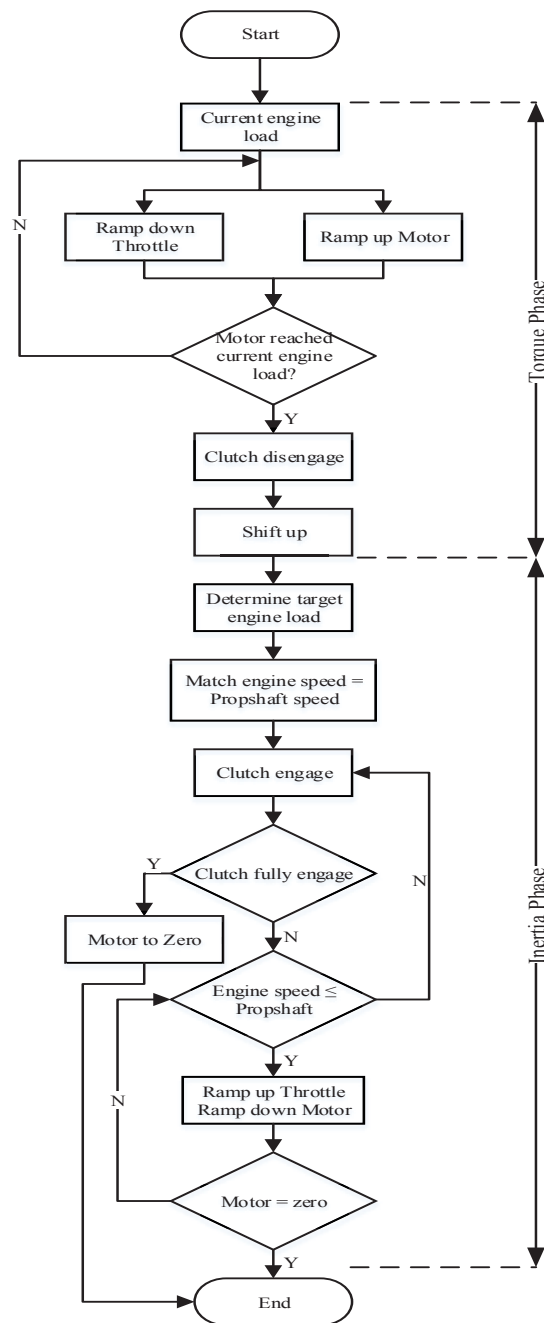 Start
Current engine
load
N
Ramp down
Throttle
Ramp up Motor
Motor reached
current engine
load?
Y
Clutch disengage
Shift up
Torque Phase
Determine target
engine load
Match engine speed =
Propshaft speed
Clutch engage
Y
Clutch fully engage
N
Motor to Zero
N
Engine speed ≤
Propshaft
Y
N
Ramp up Throttle
Ramp down Motor
Motor = zero
Y
End
Inertia Phase